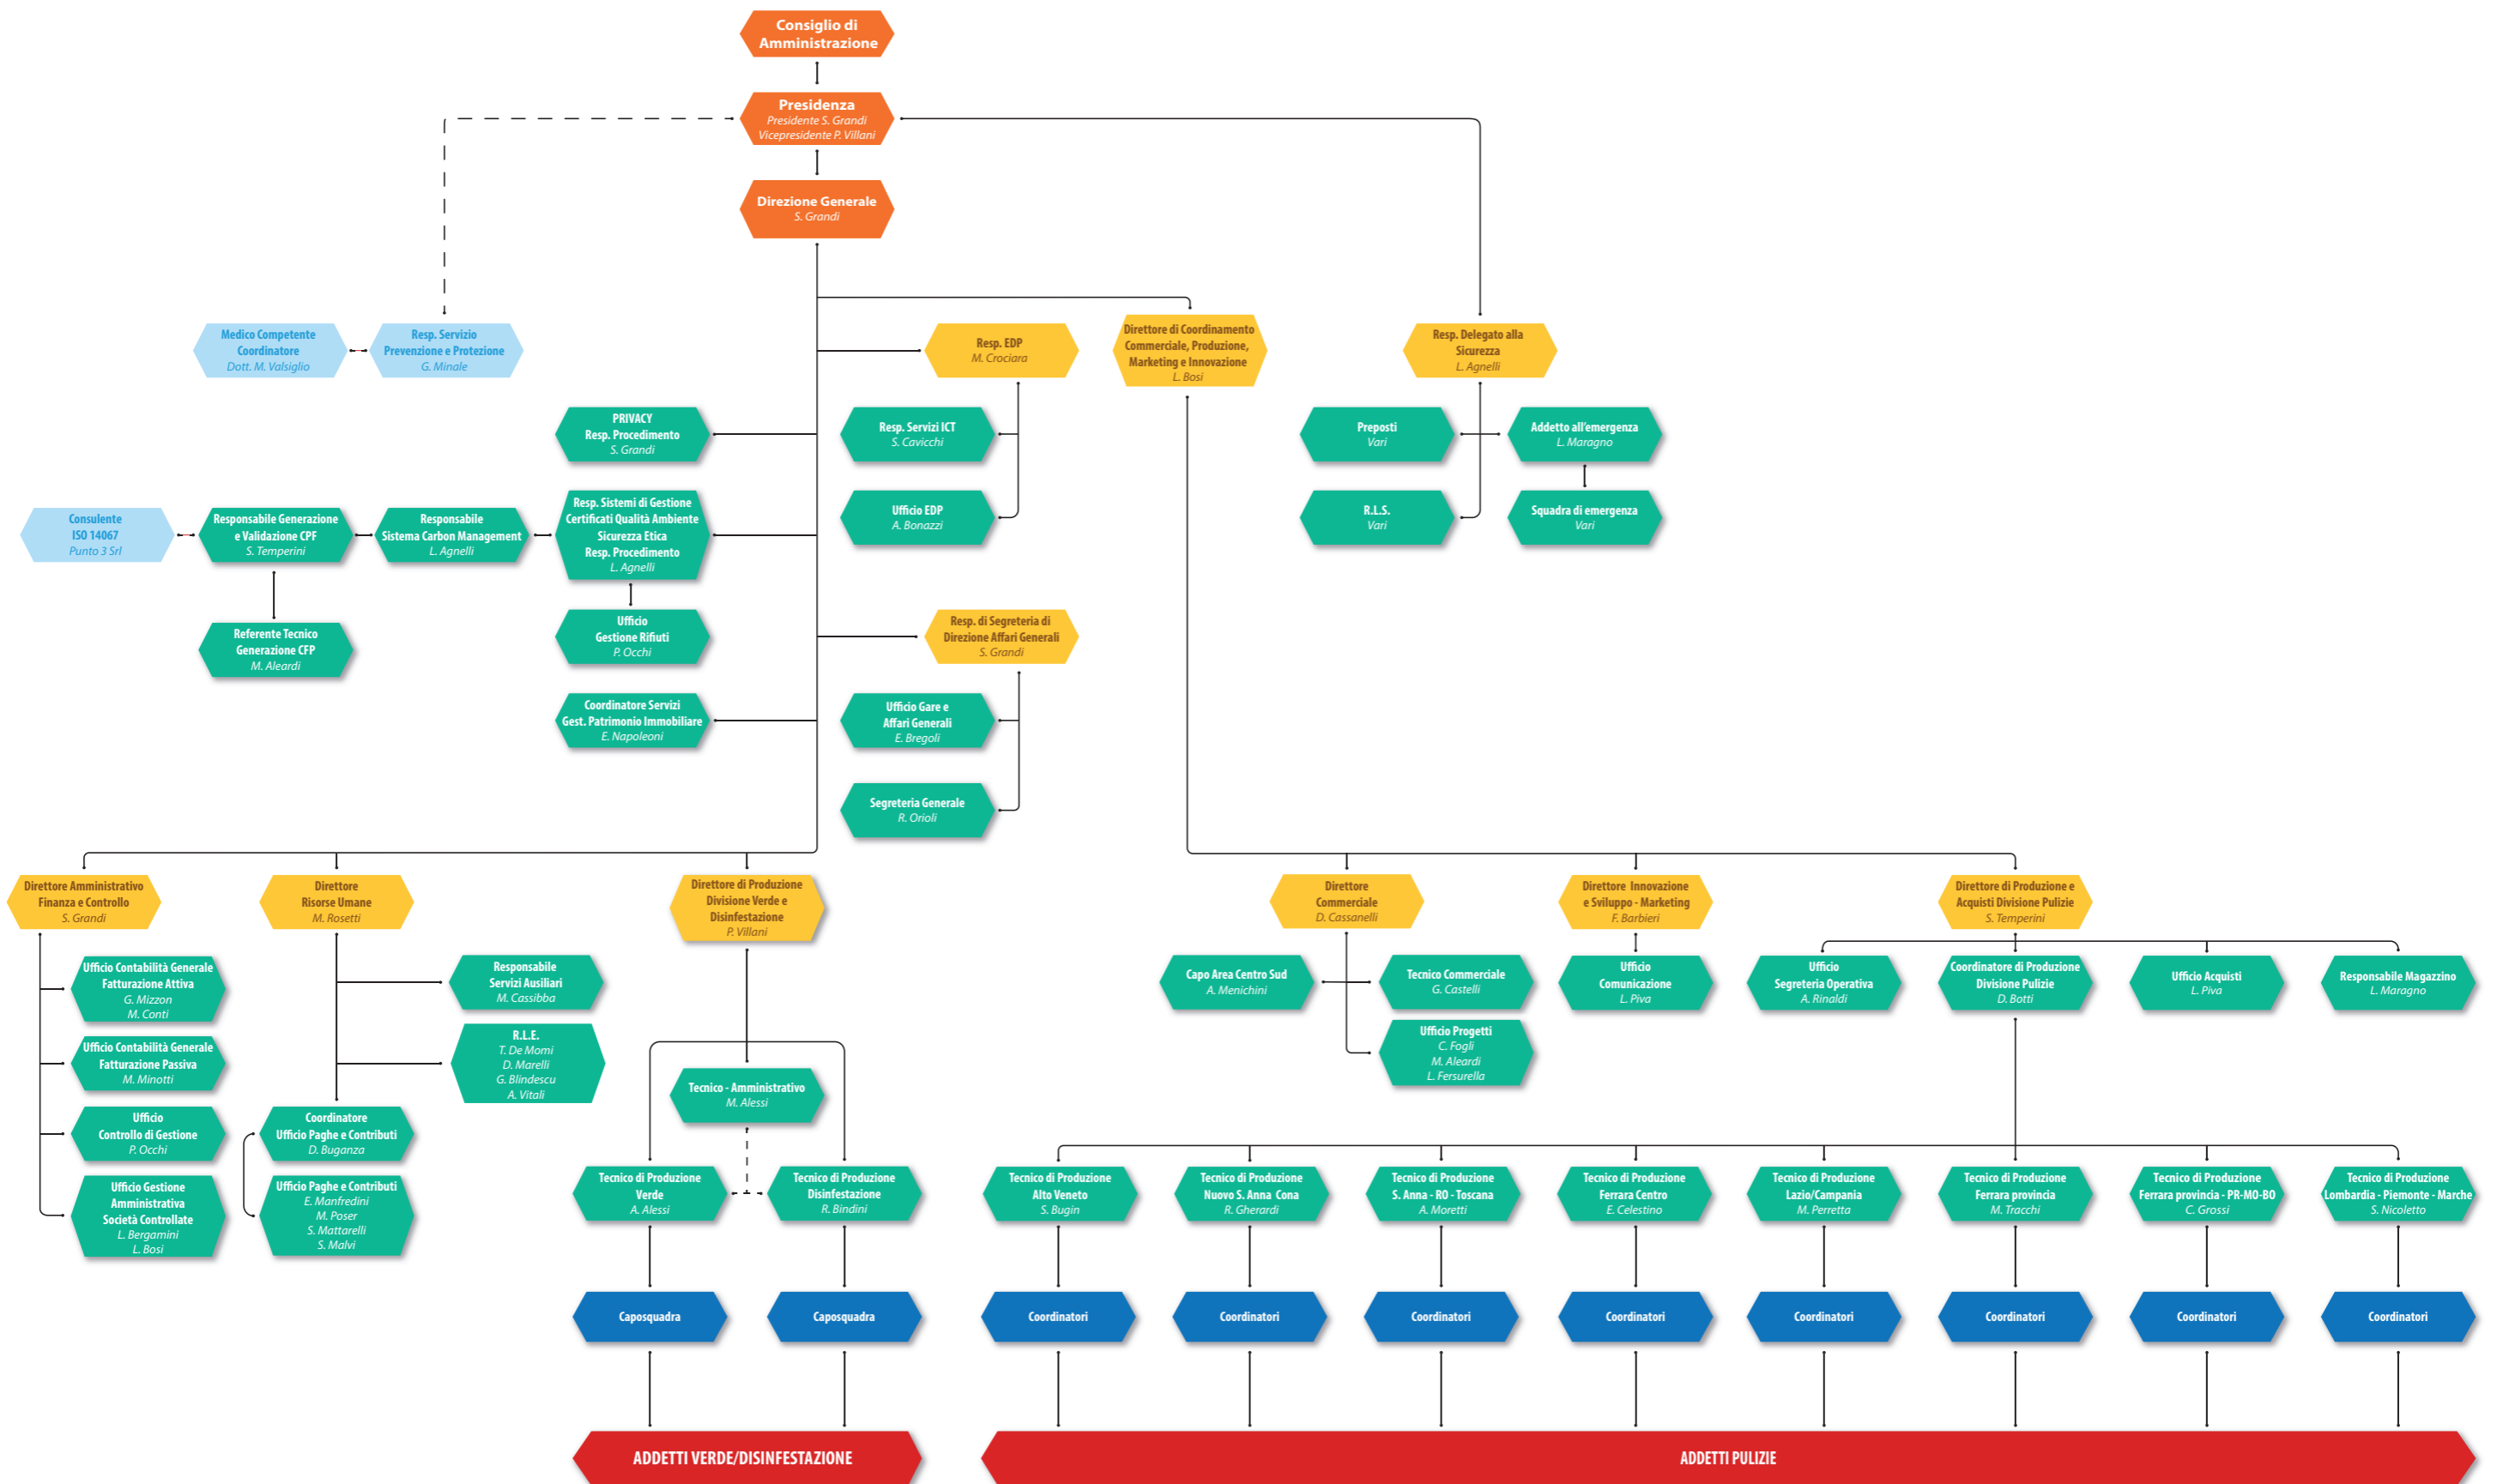 Consiglio di
Amministrazione
Presidenza
Presidente S. Grandi
Vicepresidente P. Villani
Direzione Generale
S. Grandi
Medico Competente
Coordinatore
Dott. M. Valsiglio
Resp. Servizio
Prevenzione e Protezione
G. Minale
Resp. EDP
M. Crociara
Direttore di Coordinamento
Commerciale, Produzione,
Marketing e Innovazione
L. Bosi
Resp. Delegato alla
Sicurezza
L. Agnelli
PRIVACY
Resp. Procedimento
S. Grandi
Resp. Servizi ICT
S. Cavicchi
Preposti
Vari
Addetto all'emergenza
L. Maragno
Consulente
ISO 14067
Punto 3 Srl
Responsabile Generazione
e Validazione CPF
S. Temperini
Responsabile
Sistema Carbon Management
L. Agnelli
Resp. Sistemi di Gestione
Certificati Qualità Ambiente
Sicurezza Etica
Resp. Procedimento
L. Agnelli
Ufficio EDP
A. Bonazzi
R.L.S.
Vari
Squadra di emergenza
Vari
Referente Tecnico
Generazione CFP
M. Aleardi
Ufficio
Gestione Rifiuti
P. Occhi
Resp. di Segreteria di
Direzione Affari Generali
S. Grandi
Coordinatore Servizi
Gest. Patrimonio Immobiliare
E. Napoleoni
Ufficio Gare e
Affari Generali
E. Bregoli
Segreteria Generale
R. Orioli
Direttore Amministrativo
Finanza e Controllo
S. Grandi
Direttore
Risorse Umane
M. Rosetti
Direttore di Produzione
Divisione Verde e
Disinfestazione
P. Villani
Direttore
Commerciale
D. Cassanelli
Direttore Innovazione
e Sviluppo - Marketing
F. Barbieri
Direttore di Produzione e
Acquisti Divisione Pulizie
S. Temperini
Ufficio Contabilità Generale
Fatturazione Attiva
G. Mizzon
M. Conti
Responsabile
Servizi Ausiliari
M. Cassibba
Capo Area Centro Sud
A. Menichini
Tecnico Commerciale
G. Castelli
Ufficio
Comunicazione
L. Piva
Ufficio
Segreteria Operativa
A. Rinaldi
Coordinatore di Produzione
Divisione Pulizie
D. Botti
Ufficio Acquisti
L. Piva
Responsabile Magazzino
L. Maragno
Ufficio Contabilità Generale
Fatturazione Passiva
M. Minotti
R.L.E.
T. De Momi
D. Marelli
G. Blindescu
A. Vitali
Tecnico - Amministrativo
M. Alessi
Ufficio Progetti
C. Fogli
M. Aleardi
L. Fersurella
Ufficio
Controllo di Gestione
P. Occhi
Coordinatore
Ufficio Paghe e Contributi
D. Buganza
Ufficio Gestione
Amministrativa
Società Controllate
L. Bergamini
L. Bosi
Ufficio Paghe e Contributi
E. Manfredini
M. Poser
S. Mattarelli
S. Malvi
Tecnico di Produzione
Verde
A. Alessi
Tecnico di Produzione
Disinfestazione
R. Bindini
Tecnico di Produzione
Alto Veneto
S. Bugin
Tecnico di Produzione
Nuovo S. Anna Cona
R. Gherardi
Tecnico di Produzione
S. Anna - RO - Toscana
A. Moretti
Tecnico di Produzione
Ferrara Centro
E. Celestino
Tecnico di Produzione
Lazio/Campania
M. Perretta
Tecnico di Produzione
Ferrara provincia
M. Tracchi
Tecnico di Produzione
Ferrara provincia - PR-MO-BO
C. Grossi
Tecnico di Produzione
Lombardia - Piemonte - Marche
S. Nicoletto
Caposquadra
Caposquadra
Coordinatori
Coordinatori
Coordinatori
Coordinatori
Coordinatori
Coordinatori
Coordinatori
Coordinatori
ADDETTI VERDE/DISINFESTAZIONE
ADDETTI PULIZIE